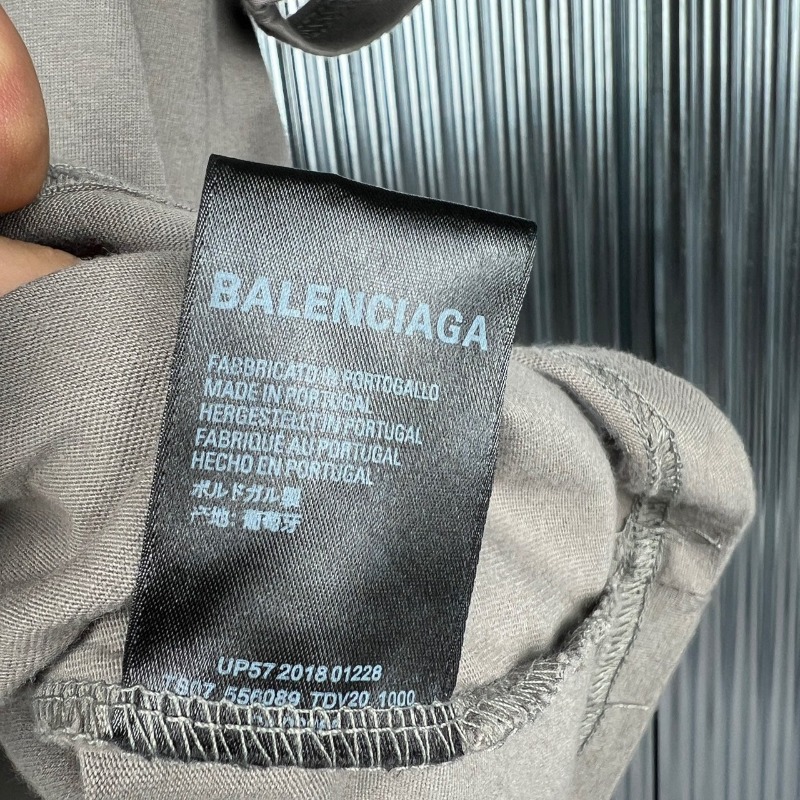 BALENCIAGA
FABBRICATO IN PORTOGALLO
MADE IN PORTUGAL
HERGESTELLT IN PORTUGAL
FABRIQUÉ AU PORTUGAL
HECHO EN PORTUGAL
ポルトガル製
产地: 葡萄牙
UP57 2018 01228
556089 TDV20 1000